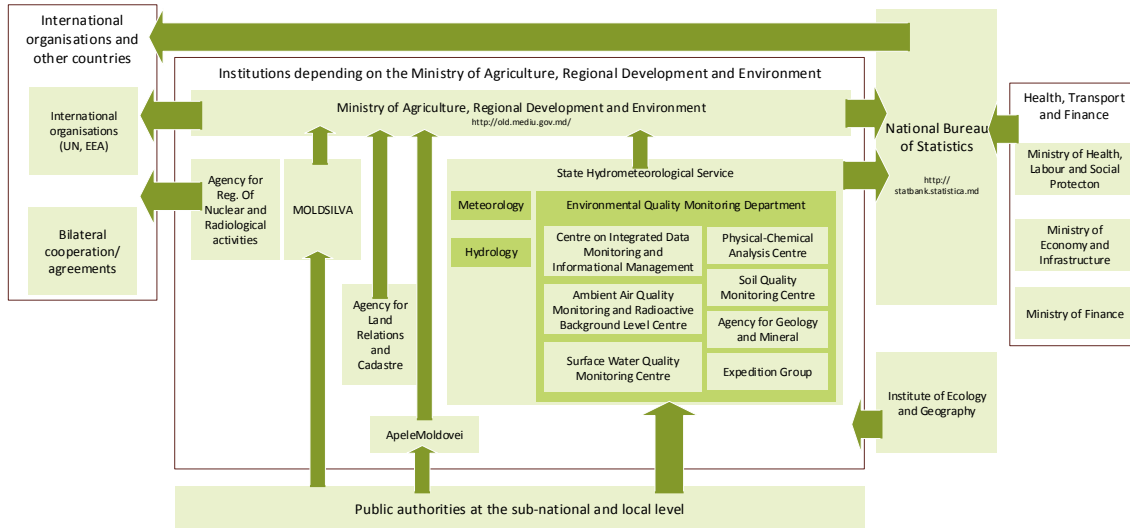 International
organisations and
other countries
International
organisations
(UN, EEA)
Bilateral
cooperation/
agreements
Institutions depending on the Ministry of Agriculture, Regional Development and Environment
Ministry of Agriculture, Regional Development and Environment
http://old.mediu.gov.md/
Agency for
Reg. Of
Nuclear and
Radiological
activities
MOLDSILVA
Agency for
Land
Relations
and
Cadastre
ApeleMoldovei
State Hydrometeorological Service
Meteorology
Hydrology
Environmental Quality Monitoring Department
Centre on Integrated Data
Monitoring and
Informational Management
Ambient Air Quality
Monitoring and Radioactive
Background Level Centre
Surface Water Quality
Monitoring Centre
Physical-Chemical
Analysis Centre
Soil Quality
Monitoring Centre
Agency for Geology
and Mineral
Expedition Group
National Bureau
of Statistics
http://
statbank.statistica.md
Institute of Ecology
and Geography
Health, Transport
and Finance
Ministry of Health,
Labour and Social
Protecton
Ministry of
Economy and
Infrastructure
Ministry of Finance
Public authorities at the sub-national and local level